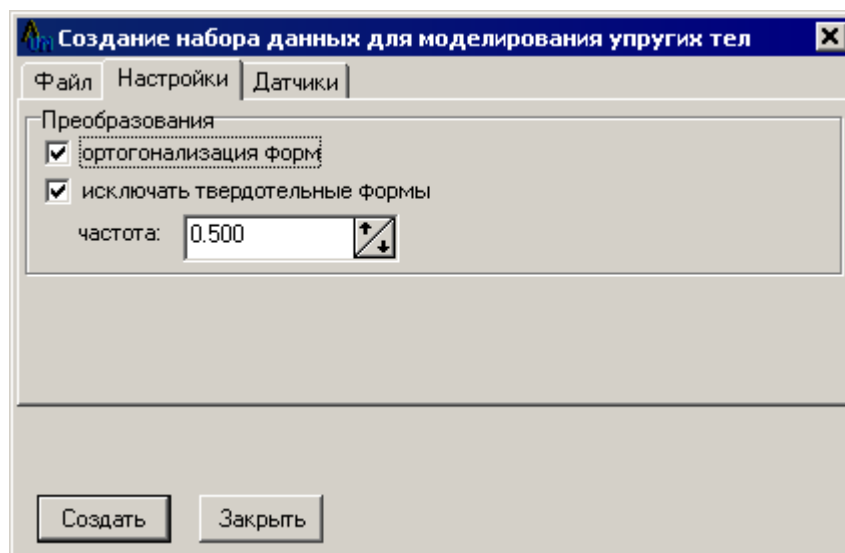 Создание набора данных для моделирования упругих тел
Файл Настройки Датчики
Преобразования
ортогонализация форм
исключать твердотельные формы
частота: 0.500
Создать Закрыть